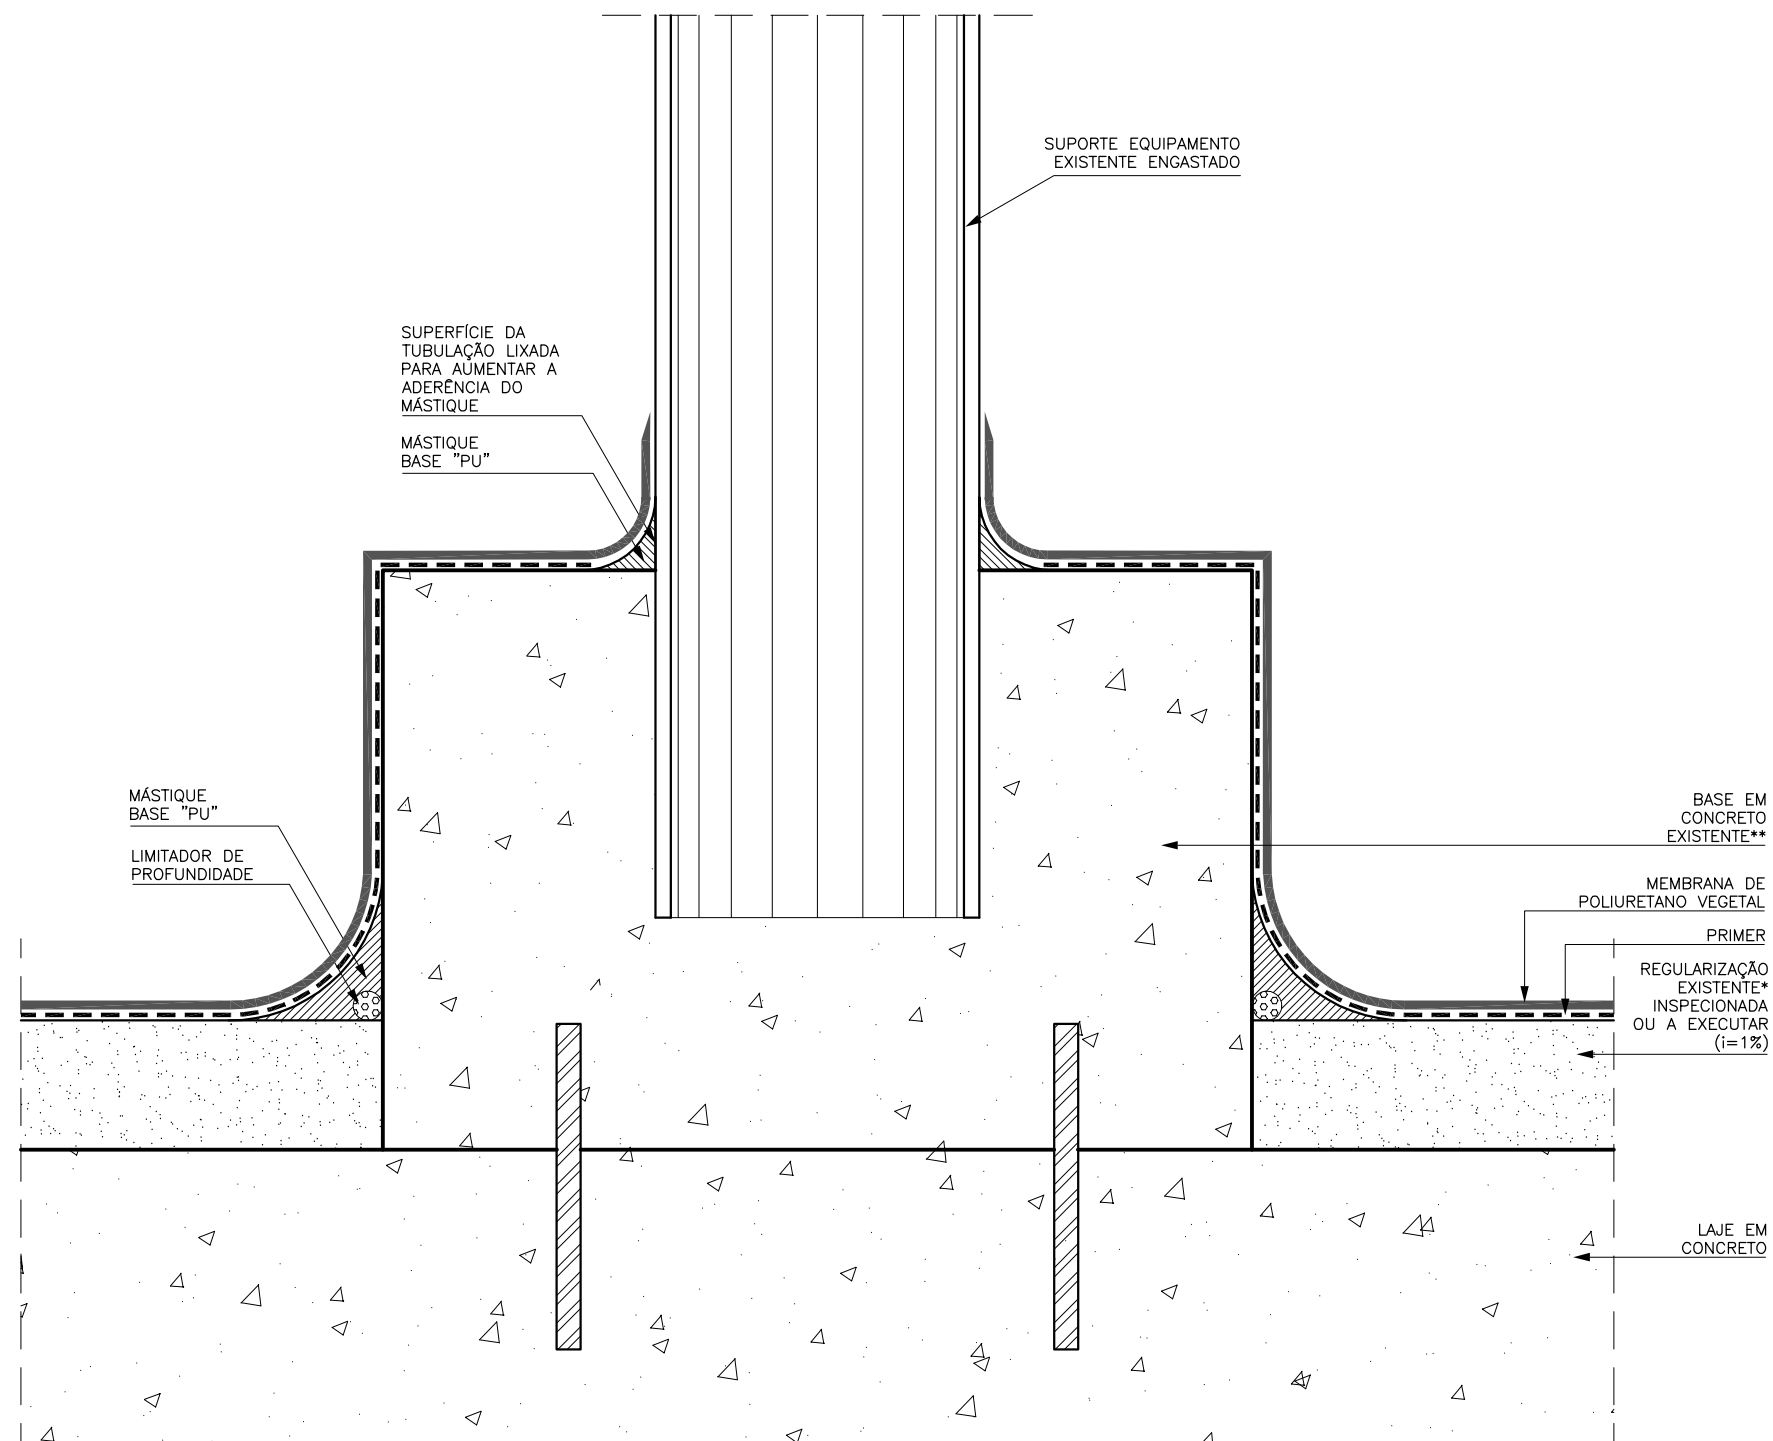 SUPORTE EQUIPAMENTO
EXISTENTE ENGASTADO
SUPERFÍCIE DA
TUBULAÇÃO LIXADA
PARA AUMENTAR A
ADERÊNCIA DO
MÁSTIQUE
MÁSTIQUE
BASE "PU"
MÁSTIQUE
BASE "PU"
LIMITADOR DE
PROFUNDIDADE
BASE EM
CONCRETO
EXISTENTE**
MEMBRANA DE
POLIURETANO VEGETAL
PRIMER
REGULARIZAÇÃO
EXISTENTE*
INSPECIONADA
OU A EXECUTAR
(i=1%)
LAJE EM
CONCRETO